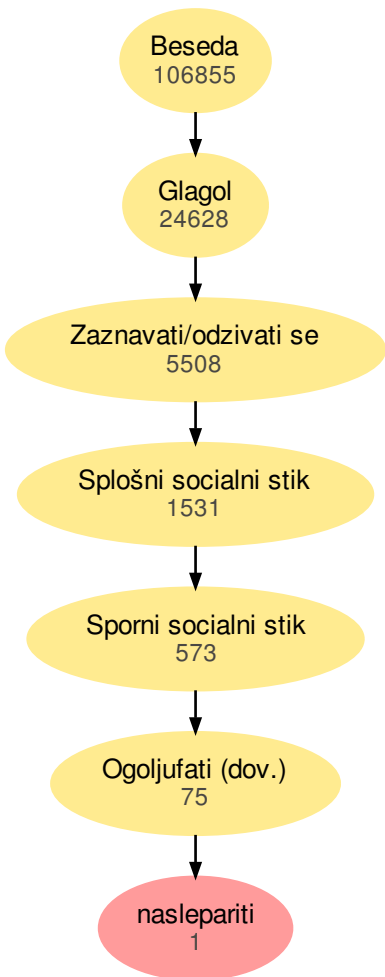 Beseda
106855
Glagol
24628
Zaznavati/odzivati se
5508
Splošni socialni stik
1531
Sporni socialni stik
573
Ogoljufati (dov.)
75
naslepariti
1